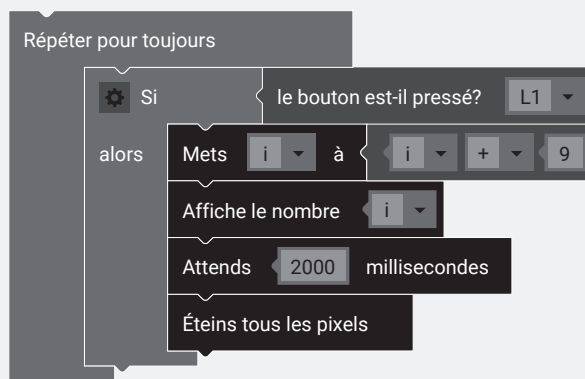 Répéter pour toujours
Si le bouton est-il pressé? L1
alors Mets i à i + 9
Affiche le nombre i
Attends 2000 millisecondes
Éteins tous les pixels